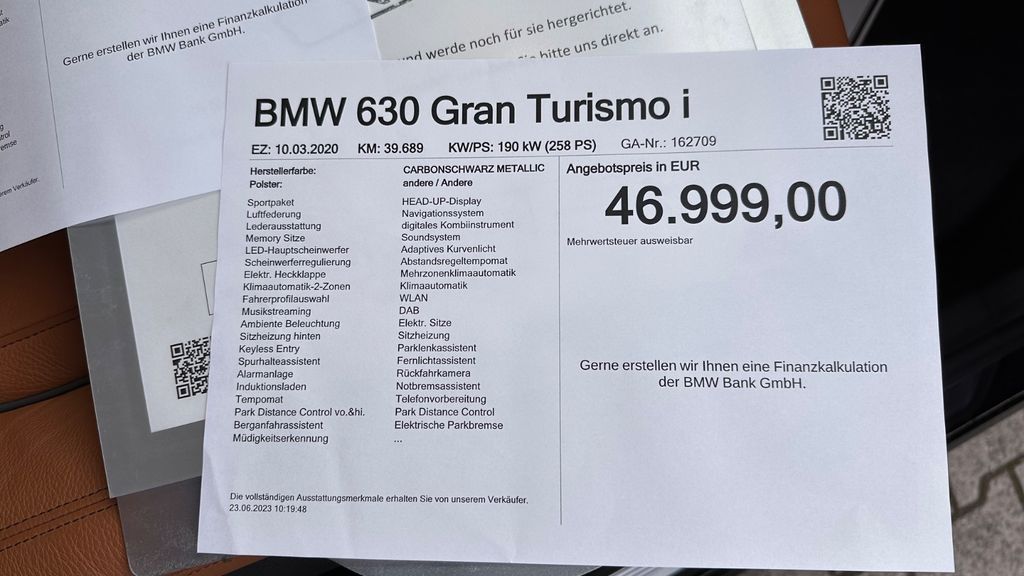 Gerne erstellen wir Ihnen eine Finanzkalkulation
der BMW Bank GmbH.
und werde noch für sie hergerichtet.
bitte uns direkt an.
erem Verkäufer.
BMW 630 Gran Turismo i
EZ: 10.03.2020 KM: 39.689 KW/PS: 190 kW (258 PS) GA-Nr.: 162709
Herstellerfarbe: CARBONSCHWARZ METALLIC
Polster: andere / Andere
Sportpaket HEAD-UP-Display
Luftfederung Navigationssystem
Lederausstattung digitales Kombiinstrument
Memory Sitze Soundsystem
LED-Hauptscheinwerfer Adaptives Kurvenlicht
Scheinwerferregulierung Abstandsregeltempomat
Elektr. Heckklappe Mehrzonenklimaautomatik
Klimaautomatik-2-Zonen Klimaautomatik
Fahrerprofilauswahl WLAN
Musikstreaming DAB
Ambiente Beleuchtung Elektr. Sitze
Sitzheizung hinten Sitzheizung
Keyless Entry Parklenkassistent
Spurhalteassistent Fernlichtassistent
Alarmanlage Rückfahrkamera
Induktionsladen Notbremsassistent
Tempomat Telefonvorbereitung
Park Distance Control vo.&hi. Park Distance Control
Berganfahrassistent Elektrische Parkbremse
Müdigkeitserkennung ...
Die vollständigen Ausstattungsmerkmale erhalten Sie von unserem Verkäufer.
23.06.2023 10:19:48
Angebotspreis in EUR
46.999,00
Mehrwertsteuer ausweisbar
Gerne erstellen wir Ihnen eine Finanzkalkulation
der BMW Bank GmbH.